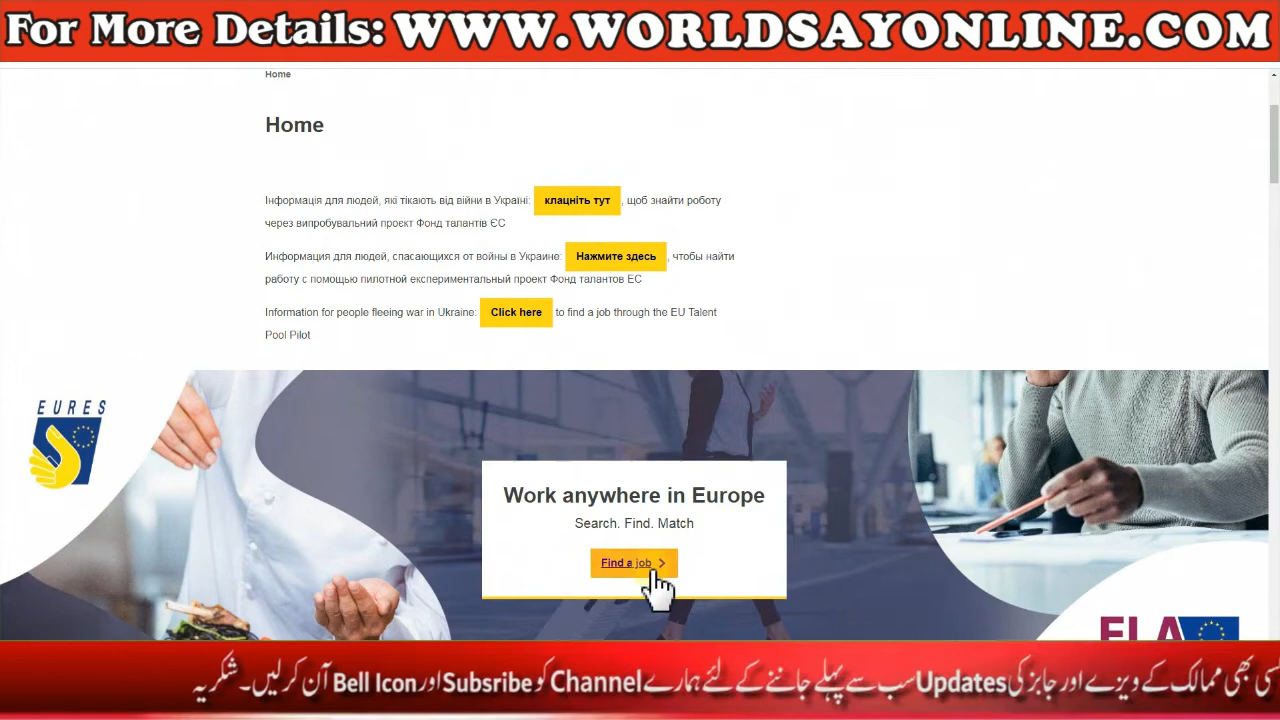 For More Details: WWW.WORLDSAYONLINE.COM
Home
Home
Інформація для людей, які тікають від війни в Україні: клацніть тут, щоб знайти роботу
через випробувальний проєкт Фонд талантів ЄС
Информация для людей, спасающихся от войны в Украине: Нажмите здесь, чтобы найти
работу с помощью пилотной експериментальный проект Фонд талантов ЕС
Information for people fleeing war in Ukraine: Click here to find a job through the EU Talent
Pool Pilot
EURES
Work anywhere in Europe
Search. Find. Match
Find a job
ELA
بھی ممالک کے ویزے اور جابز کی Updates سب سے پہلے جاننے کے لئے ہمارے Channel کو Subsribe اور Bell Icon آن کرلیں۔ شکریہ